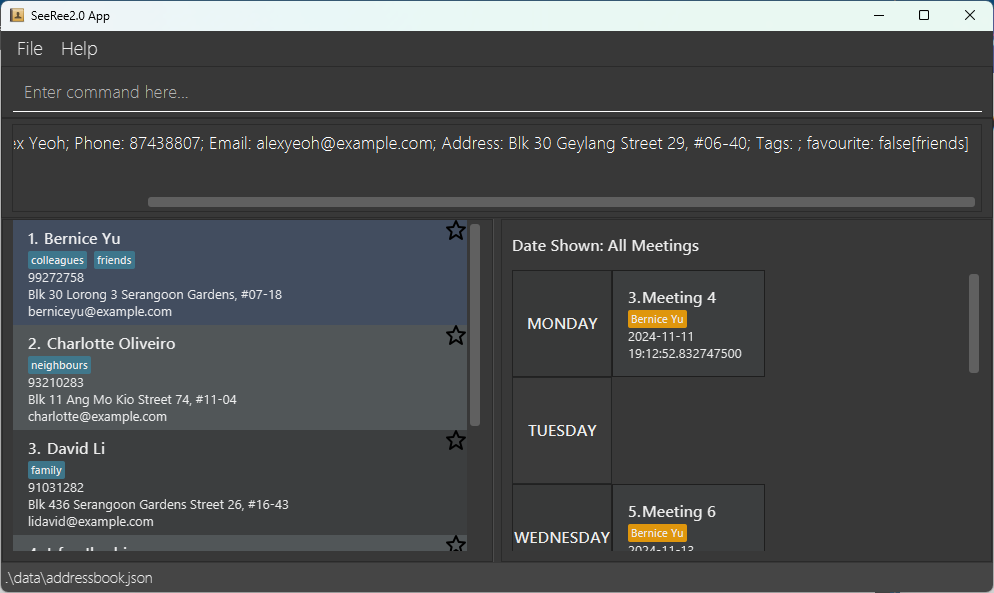 SeeRee2.0 App
File Help
Enter command here...
Yeoh; Phone: 87438807; Email: alexyeoh@example.com; Address: Blk 30 Geylang Street 29, #06-40; Tags: ; favourite: false[friends]
1. Bernice Yu
colleagues friends
99272758
Blk 30 Lorong 3 Serangoon Gardens, #07-18
berniceyu@example.com
2. Charlotte Oliveiro
neighbours
93210283
Blk 11 Ang Mo Kio Street 74, #11-04
charlotte@example.com
3. David Li
family
91031282
Blk 436 Serangoon Gardens Street 26, #16-43
lidavid@example.com
Date Shown: All Meetings
MONDAY
3.Meeting 4
Bernice Yu
2024-11-11
19:12:52.832747500
TUESDAY
WEDNESDAY
5.Meeting 6
Bernice Yu
2024-11-13
.\data\addressbook.json